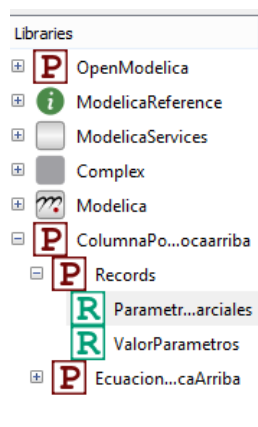 Libraries
P OpenModelica
i ModelicaReference
ModelicaServices
Complex
m Modelica
P ColumnaPo...ocaarriba
P Records
R Parametr...arciales
R ValorParametros
P Ecuacion...caArriba